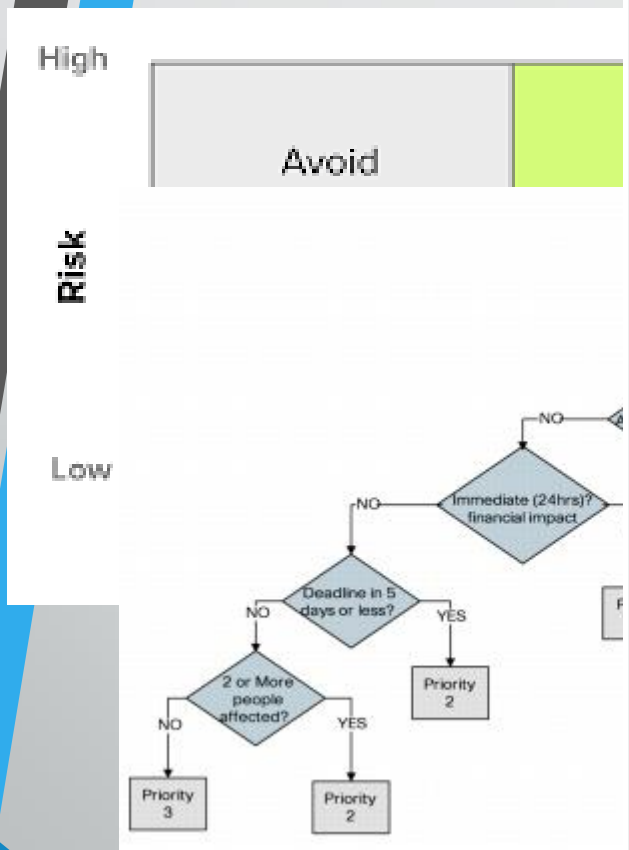 High
Avoid
Risk
Low
NO
Immediate (24hrs)?
financial impact
NO
Deadline in 5
days or less?
NO
YES
Priority
2
2 or More
people
affected?
NO
YES
Priority
3
Priority
2